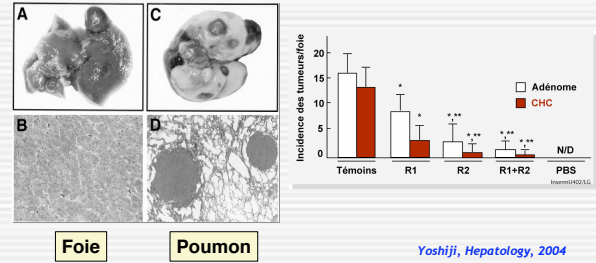 A
C
B
D
Foie
Poumon
Incidence des tumeurs/foie
20
15
10
5
0
Adénome
CHC
*
*
*,**
*,**
*,**
*,**
N/D
Témoins
R1
R2
R1+R2
PBS
InsermU402/LG
Yoshiji, Hepatology, 2004